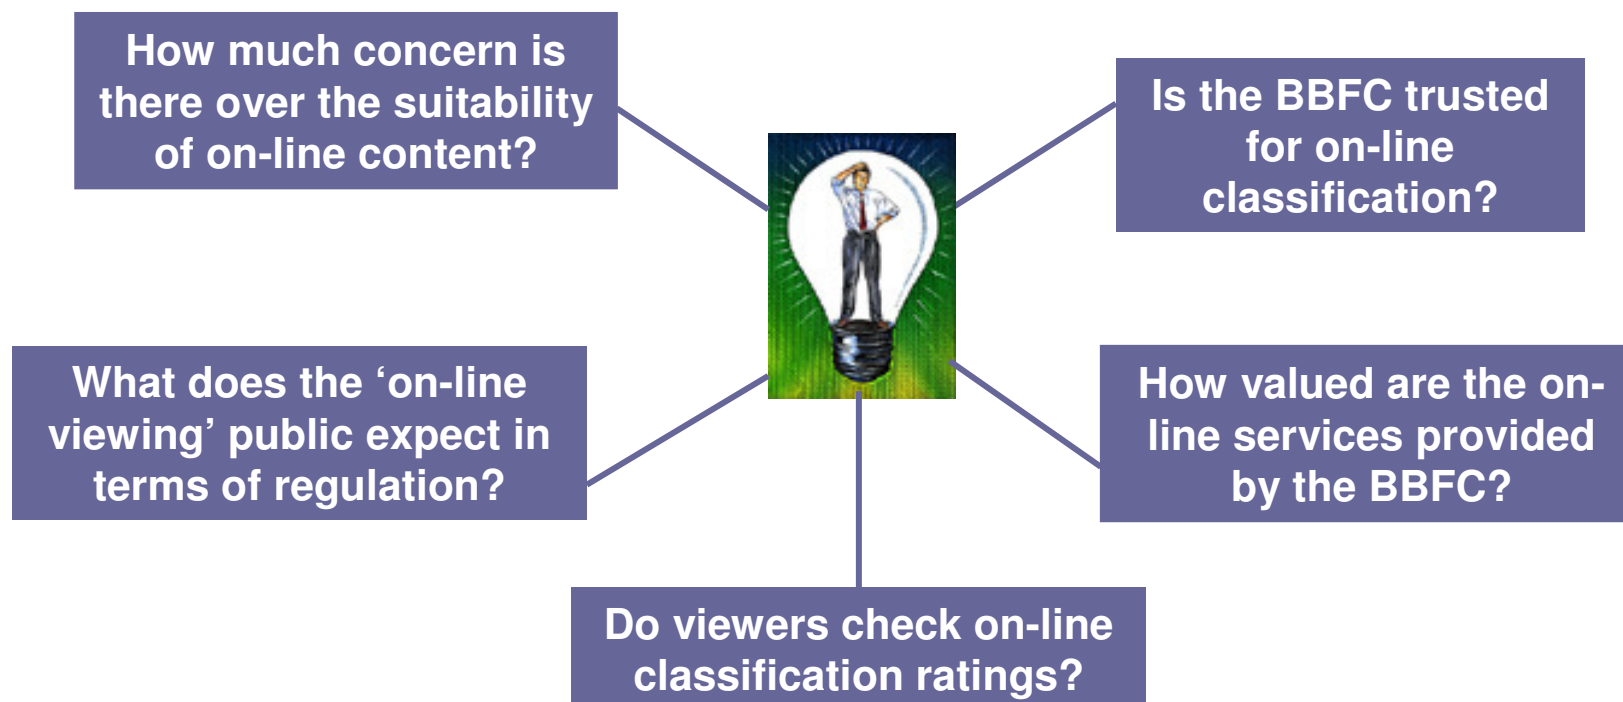 How much concern is
there over the suitability
of on-line content?
Is the BBFC trusted
for on-line
classification?
What does the ‘on-line
viewing’ public expect in
terms of regulation?
How valued are the on-
line services provided
by the BBFC?
Do viewers check on-line
classification ratings?